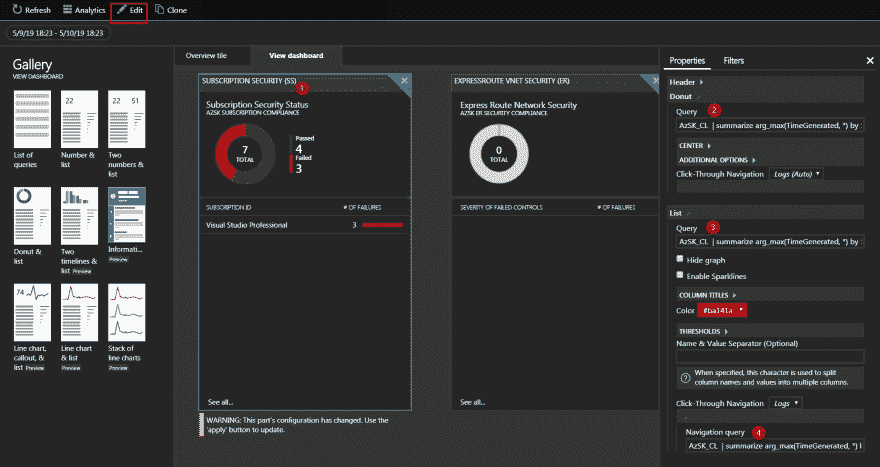 Refresh Analytics Edit Clone
5/9/19 18:23 - 5/10/19 18:23
Gallery
VIEW DASHBOARD
List of
queries
22
Number &
list
22 51
Two
numbers &
list
Donut &
list
Two
timelines &
list Preview
Informati...
Preview
74
Line chart,
callout, &
list Preview
Line chart
& list
Preview
Stack of
line charts
Preview
Overview tile View dashboard
SUBSCRIPTION SECURITY (SS)
1
Subscription Security Status
AZSK SUBSCRIPTION COMPLIANCE
7
TOTAL
Passed
4
Failed
3
SUBSCRIPTION ID # OF FAILURES
Visual Studio Professional 3
See all...
WARNING: This part's configuration has changed. Use the
'apply' button to update.
EXPRESSROUTE VNET SECURITY (ER)
Express Route Network Security
AZSK ER SECURITY COMPLIANCE
0
TOTAL
SEVERITY OF FAILED CONTROLS # OF FAILURES
See all...
Properties Filters
Header
Donut
Query 2
AzSK_CL | summarize arg_max(TimeGenerated, *) by
CENTER
ADDITIONAL OPTIONS
Click-Through Navigation Logs (Auto)
List
Query 3
AzSK_CL | summarize arg_max(TimeGenerated, *) by
Hide graph
Enable Sparklines
COLUMN TITLES
Color #ba141a
THRESHOLDS
Name & Value Separator (Optional)
When specified, this character is used to split
column names and values into multiple columns.
Click-Through Navigation Logs
Navigation query 4
AzSK_CL | summarize arg_max(TimeGenerated, *)